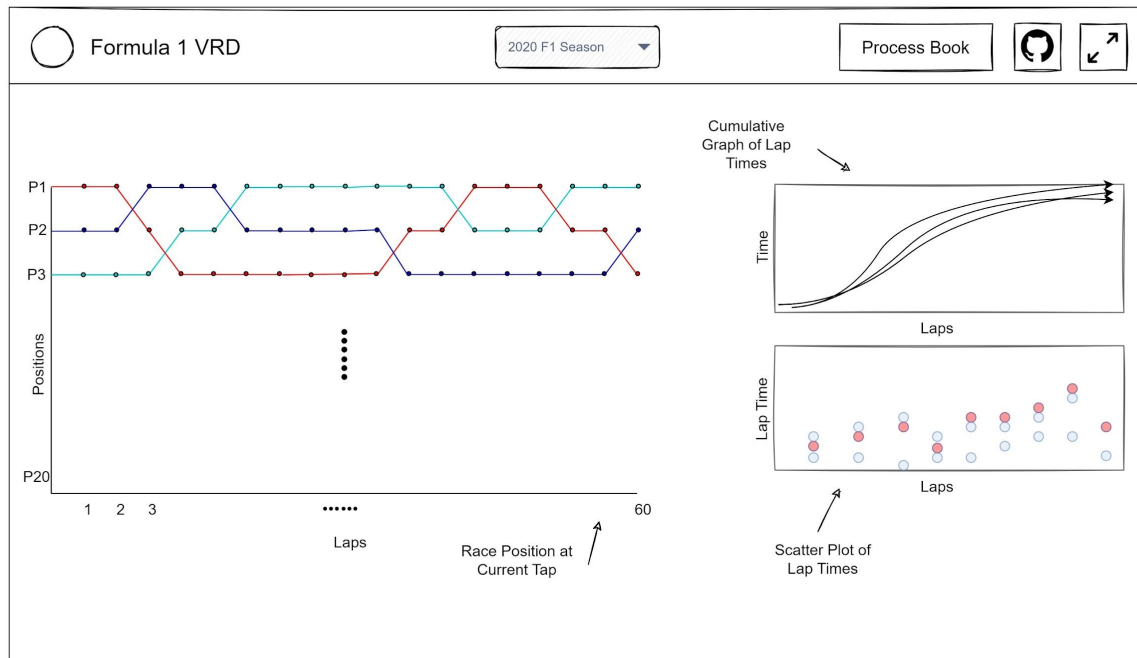 Formula 1 VRD
2020 F1 Season
Process Book
Cumulative
Graph of Lap
Times
P1
P2
P3
Positions
P20
1 2 3 60
Laps
Race Position at
Current Tap
Time
Laps
Lap Time
Laps
Scatter Plot of
Lap Times